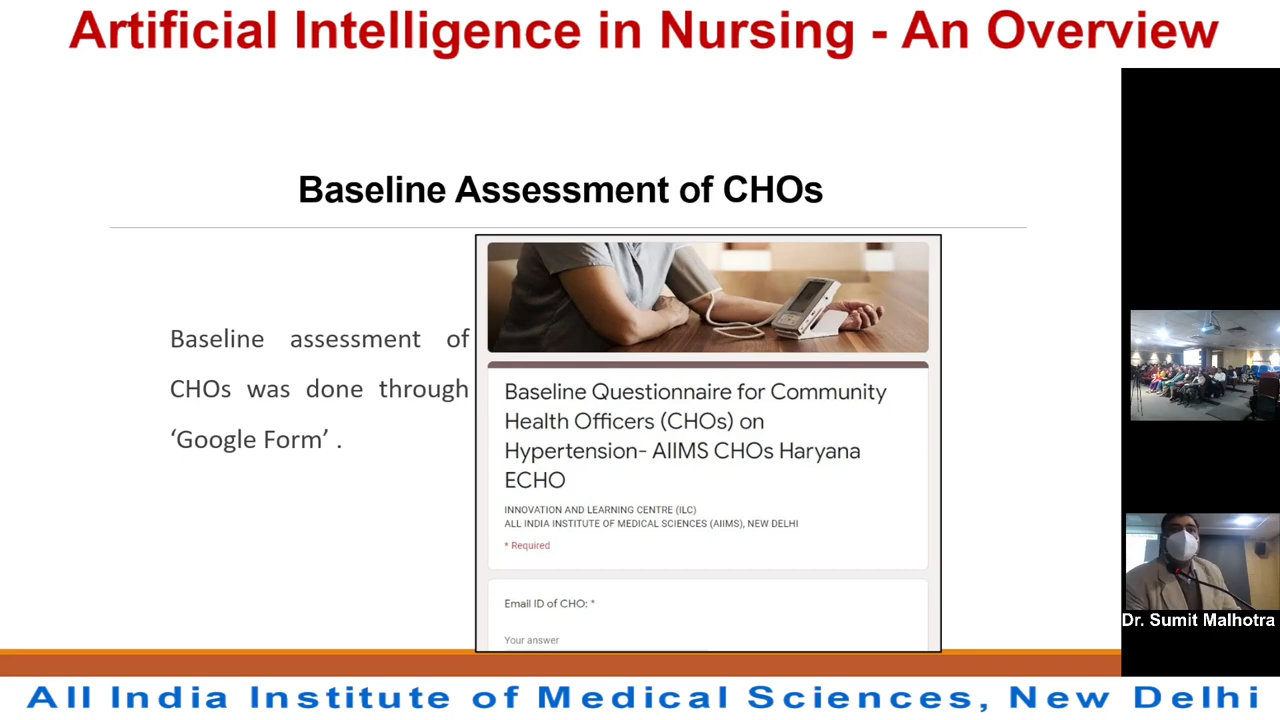 Artificial Intelligence in Nursing - An Overview
Baseline Assessment of CHOs
Baseline assessment of
CHOs was done through
‘Google Form’ .
Baseline Questionnaire for Community
Health Officers (CHOs) on
Hypertension- AIIMS CHOs Haryana
ECHO
INNOVATION AND LEARNING CENTRE (ILC)
ALL INDIA INSTITUTE OF MEDICAL SCIENCES (AIIMS), NEW DELHI
* Required
Email ID of CHO: *
Your answer
Dr. Sumit Malhotra
All India Institute of Medical Sciences, New Delhi